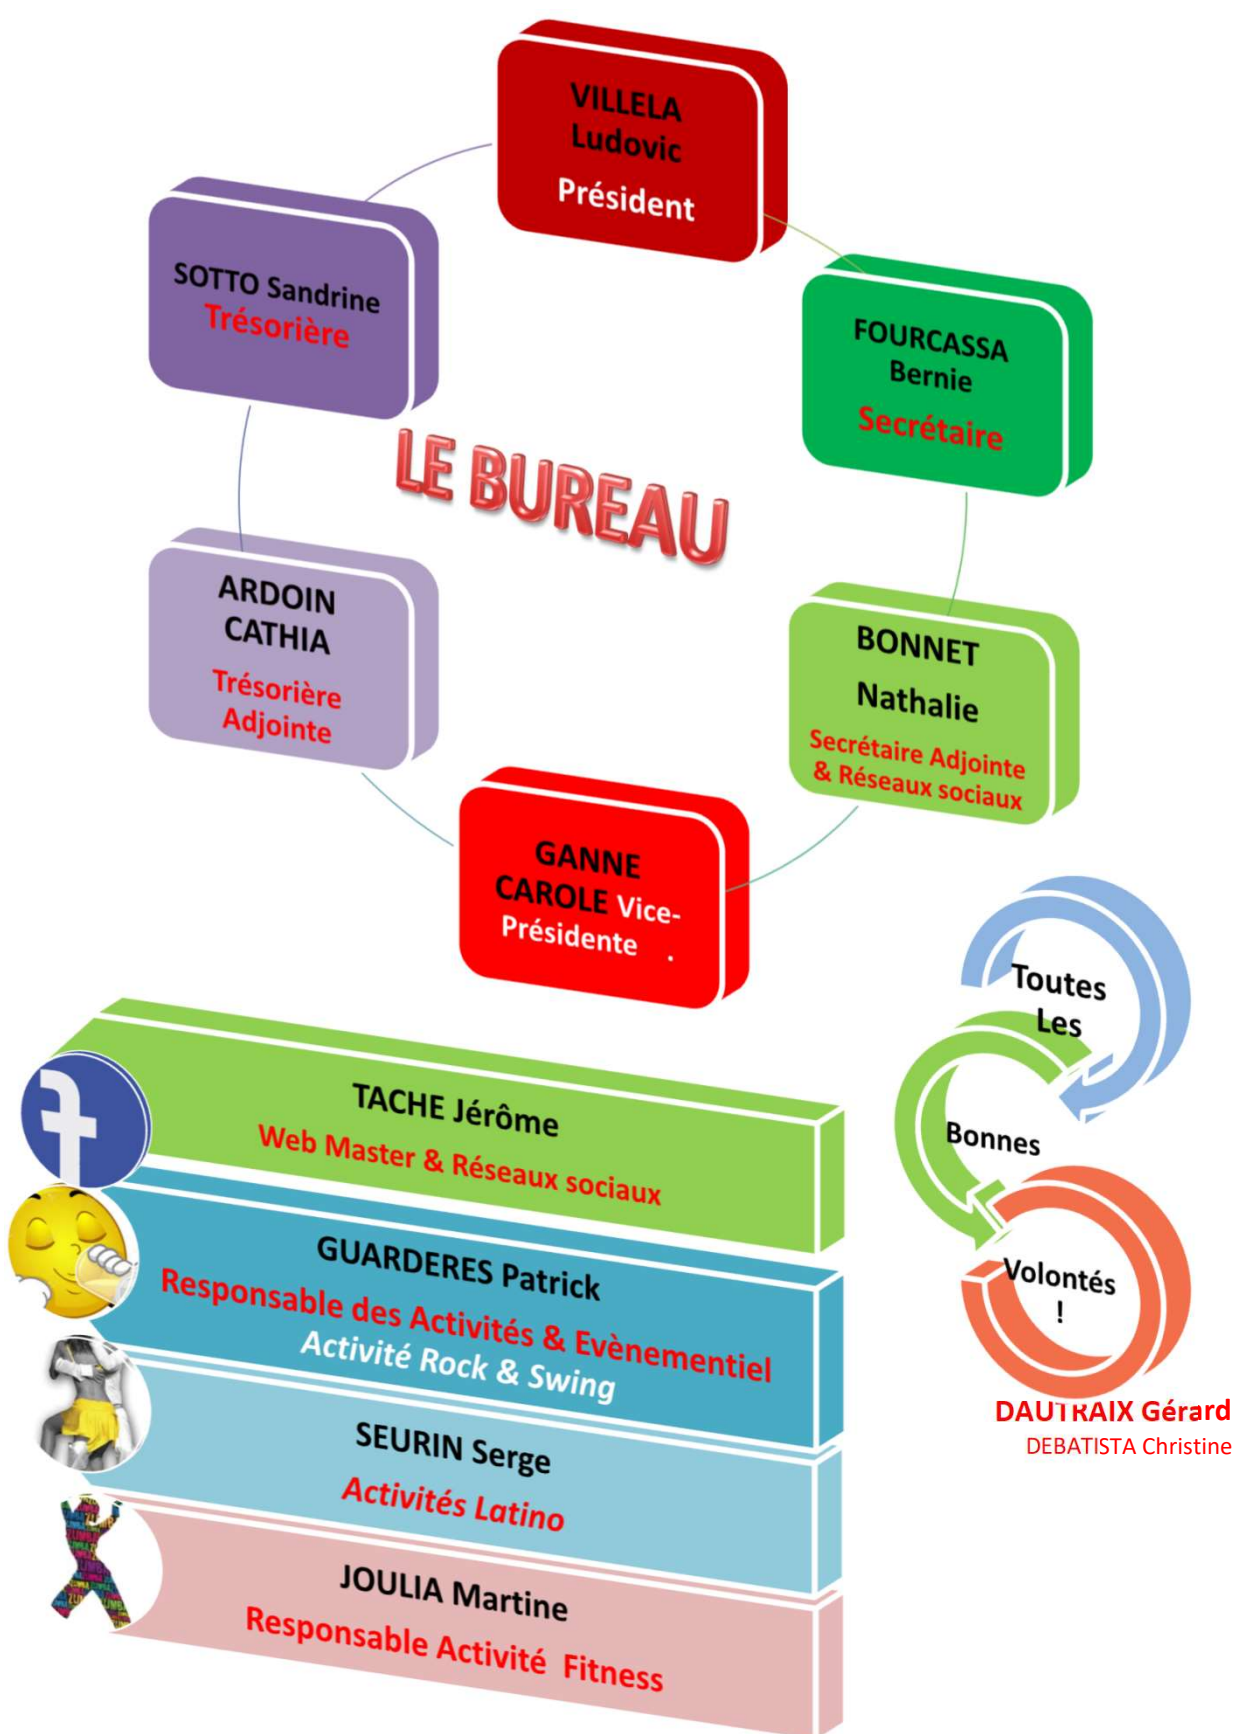 VILLELA
Ludovic
Président
SOTTO Sandrine
Trésorière
FOURCASSA
Bernie
Secrétaire
LE BUREAU
ARDOIN
CATHIA
Trésorière
Adjointe
BONNET
Nathalie
Secrétaire Adjointe
& Réseaux sociaux
GANNE
CAROLE Vice-
Présidente .
Toutes
Les
Bonnes
Volontés
!
DAUTRAIX Gérard
DEBATISTA Christine
TACHE Jérôme
Web Master & Réseaux sociaux
GUARDERES Patrick
Responsable des Activités & Evènementiel
Activité Rock & Swing
SEURIN Serge
Activités Latino
JOULIA Martine
Responsable Activité Fitness